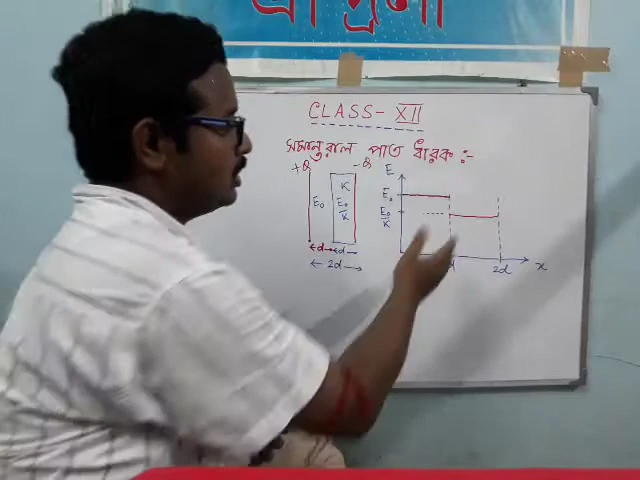 CLASS - XII
সমান্তরাল পাত ধারক :-
+Q -Q E
K
E₀ E₀/K E₀
E₀/K
d d d 2d x
2d